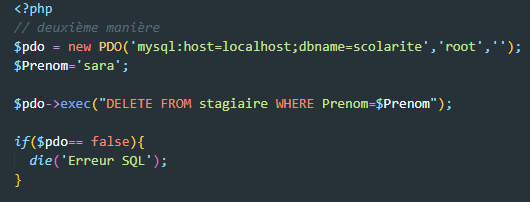 <?php
// deuxième manière
$pdo = new PDO('mysql:host=localhost;dbname=scolarite','root','');
$Prenom='sara';
$pdo->exec("DELETE FROM stagiaire WHERE Prenom=$Prenom");
if($pdo== false){
die('Erreur SQL');
}